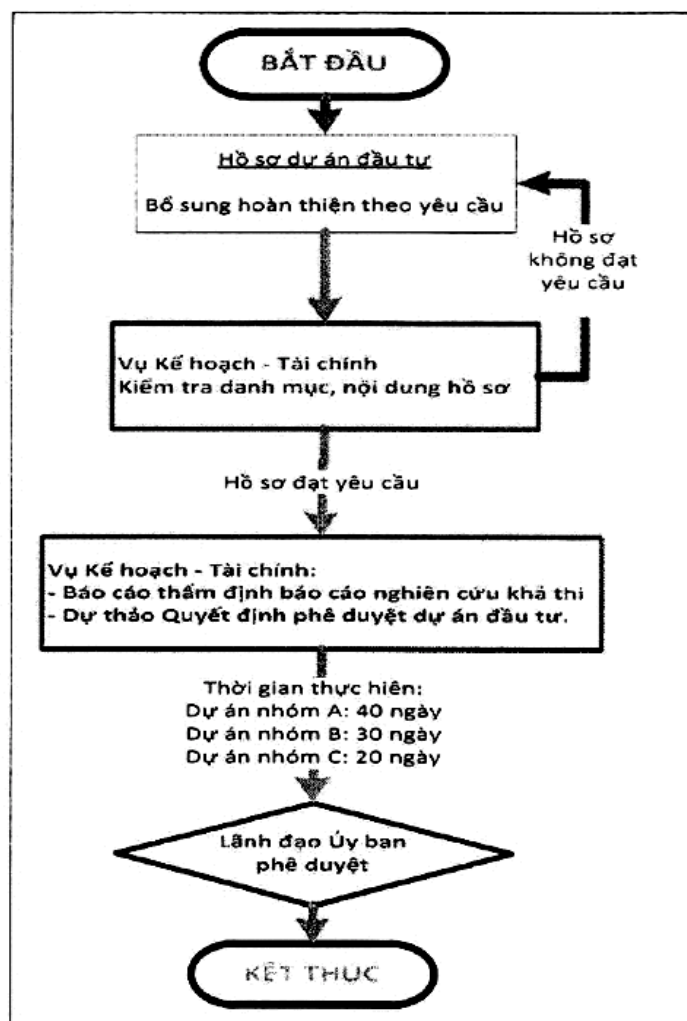 BẮT ĐẦU
Hồ sơ dự án đầu tư
Bổ sung hoàn thiện theo yêu cầu
Hồ sơ
không đạt
yêu cầu
Vụ Kế hoạch - Tài chính
Kiểm tra danh mục, nội dung hồ sơ
Hồ sơ đạt yêu cầu
Vụ Kế hoạch - Tài chính:
- Báo cáo thẩm định báo cáo nghiên cứu khả thi
- Dự thảo Quyết định phê duyệt dự án đầu tư.
Thời gian thực hiện:
Dự án nhóm A: 40 ngày
Dự án nhóm B: 30 ngày
Dự án nhóm C: 20 ngày
Lãnh đạo Ủy ban
phê duyệt
KẾT THÚC